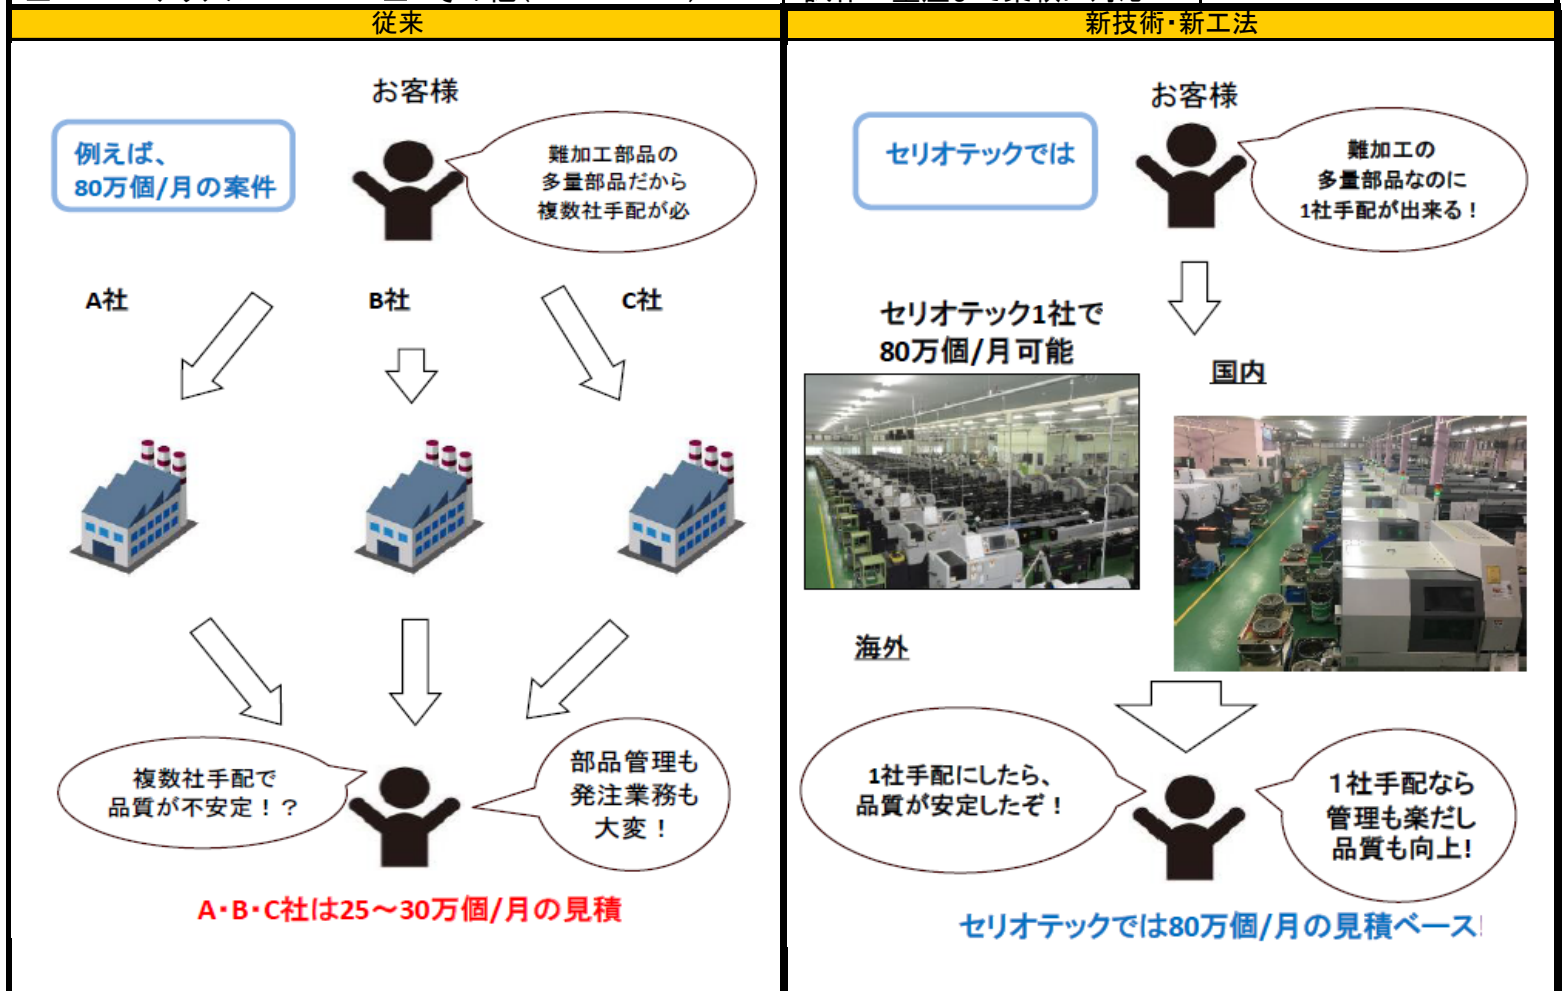 従来
お客様
例えば、
80万個/月の案件
難加工部品の
多量部品だから
複数社手配が必
A社
B社
C社
複数社手配で
品質が不安定！？
部品管理も
発注業務も
大変！
A・B・C社は25～30万個/月の見積
新技術・新工法
お客様
セリオテックでは
難加工の
多量部品なのに
1社手配が出来る！
セリオテック1社で
80万個/月可能
国内
海外
1社手配にしたら、
品質が安定したぞ！
１社手配なら
管理も楽だし
品質も向上!
セリオテックでは80万個/月の見積ベース!